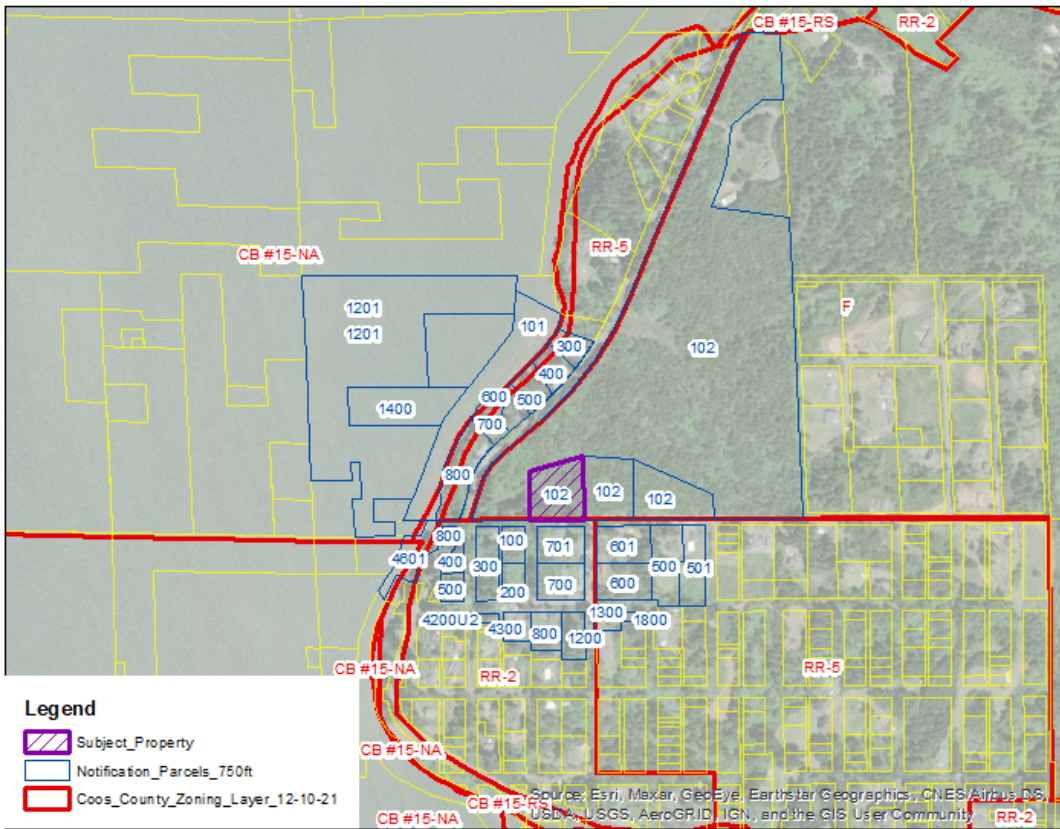 CB #15-RS
RR-2
RR-5
CB #15-NA
F
1201
1201
101
300
102
400
600
500
1400
700
800
102
102
102
800
4601
400
300
100
701
601
500
501
500
200
700
600
1300
4200U2
4300
800
1200
1800
CB #15-NA
RR-2
RR-5
Legend
Subject_Property
Notification_Parcels_750ft
Coos_County_Zoning_Layer_12-10-21
CB #15-NA
CB #15-RS
CB #15-NA
RR-2
Source: Esri, Maxar, GeoEye, Earthstar Geographics, CNES/Airbus DS,
USDA, USGS, AeroGRID, IGN, and the GIS User Community